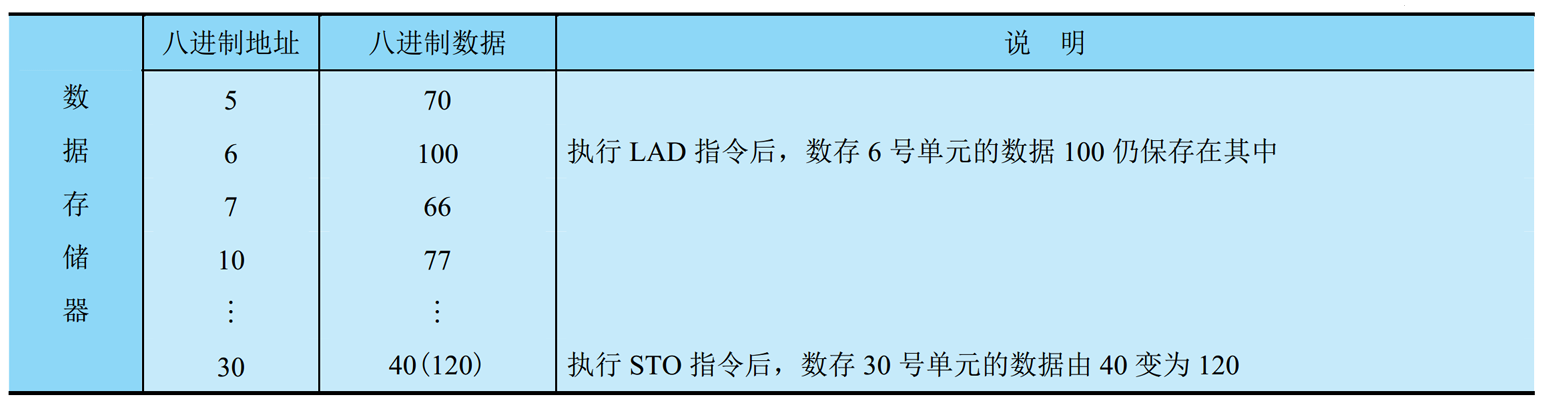 八进制地址 八进制数据 说 明
数 5 70
据 6 100 执行 LAD 指令后，数存 6 号单元的数据 100 仍保存在其中
存 7 66
储 10 77
器 ⋮ ⋮
30 40(120) 执行 STO 指令后，数存 30 号单元的数据由 40 变为 120